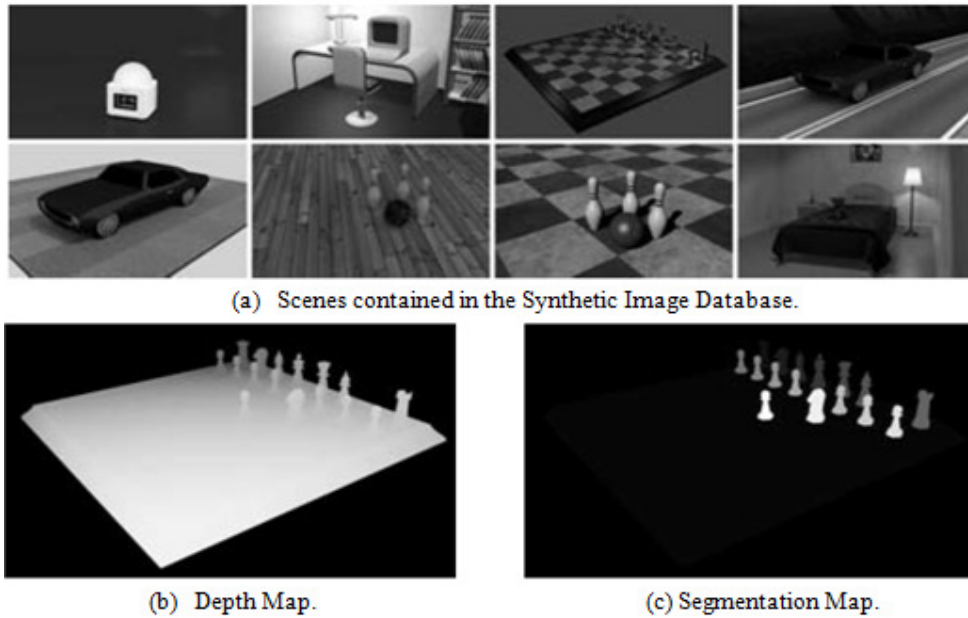 (a) Scenes contained in the Synthetic Image Database.
(b) Depth Map.
(c) Segmentation Map.